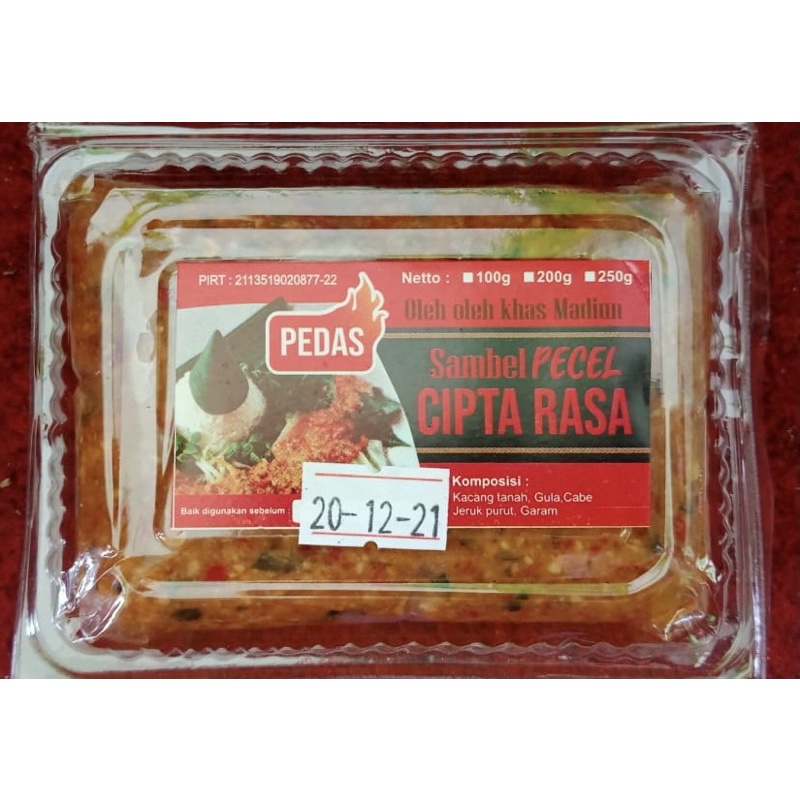 PIRT : 2113519020877-22
Netto : ■100g ■200g ■250g
PEDAS
Oleh oleh khas Madiun
Sambel PECEL
CIPTA RASA
Komposisi :
Kacang tanah, Gula,Cabe
Jeruk purut, Garam
Baik digunakan sebelum :
20-12-21